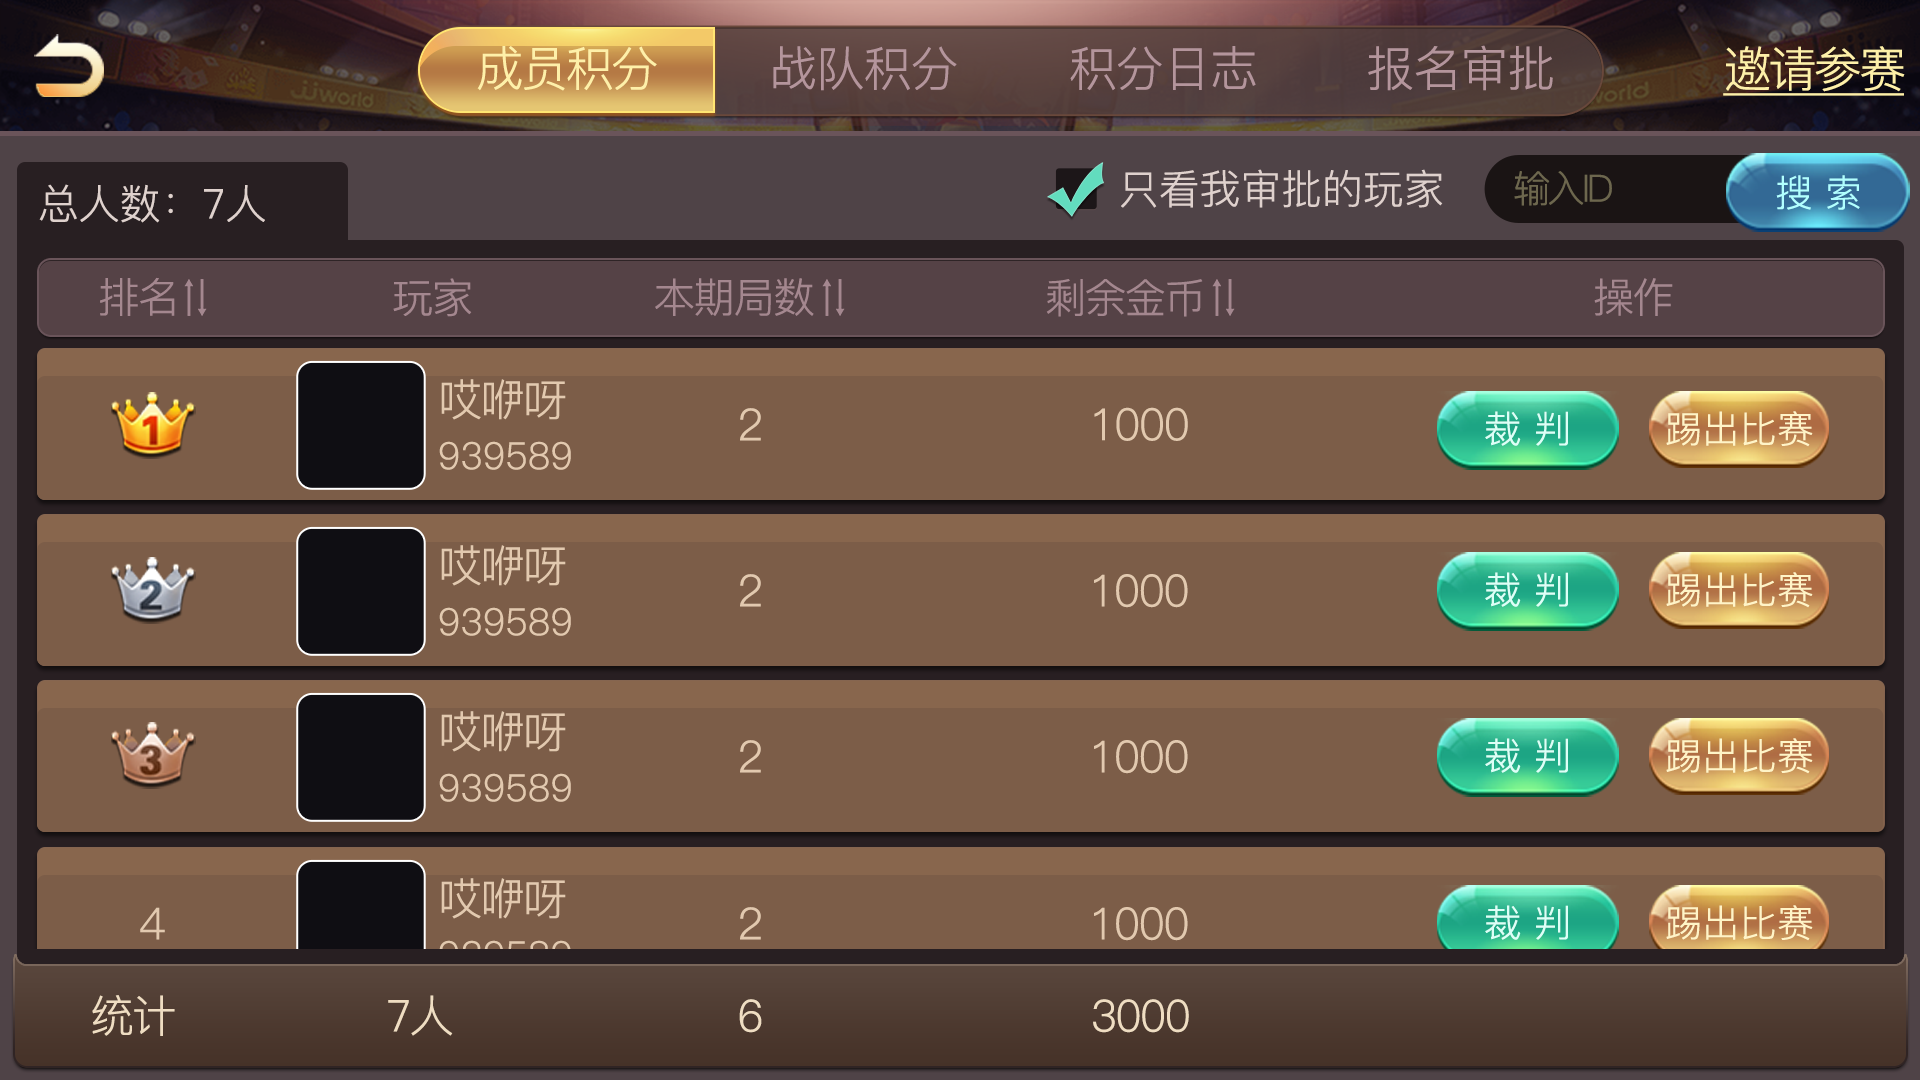 成员积分 战队积分 积分日志 报名审批 邀请参赛
JJworld
总人数：7人 只看我审批的玩家 输入ID 搜索
排名 玩家 本期局数 剩余金币 操作
1 哎咿呀 939589 2 1000 裁判 踢出比赛
2 哎咿呀 939589 2 1000 裁判 踢出比赛
3 哎咿呀 939589 2 1000 裁判 踢出比赛
4 哎咿呀 2 1000 裁判 踢出比赛
统计 7人 6 3000